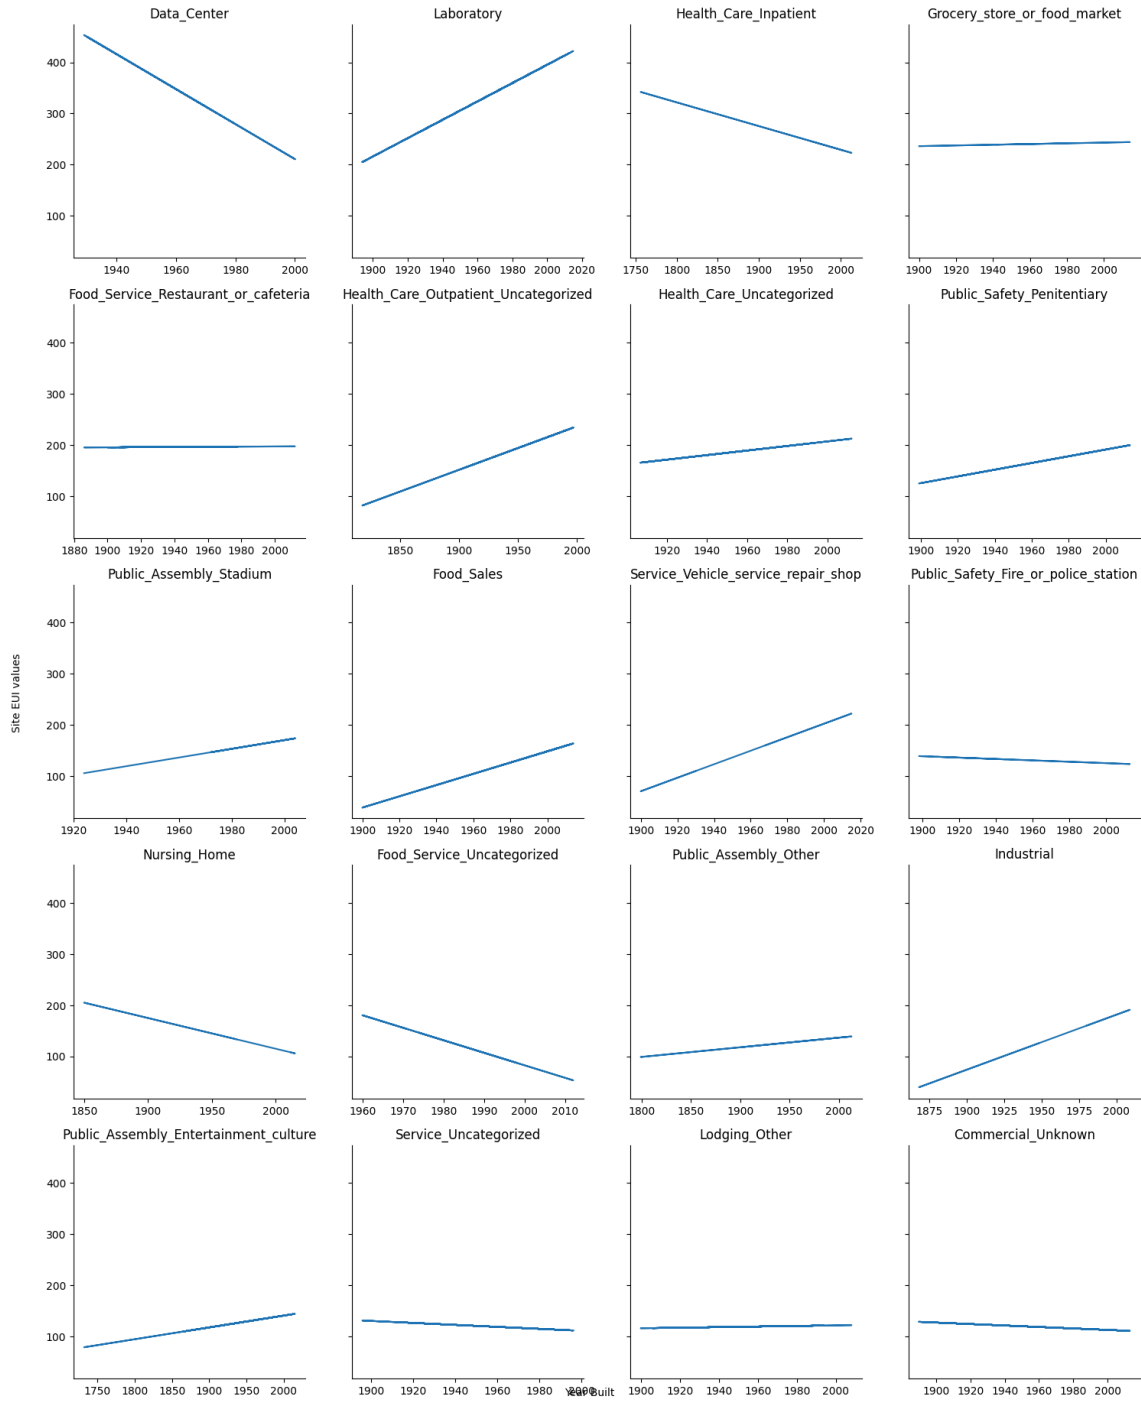 Data_Center Laboratory Health_Care_Inpatient Grocery_store_or_food_market
400
300
200
100
1940 1960 1980 2000 1900 1920 1940 1960 1980 2000 2020 1750 1800 1850 1900 1950 2000 1900 1920 1940 1960 1980 2000
Food_Service_Restaurant_or_cafeteria Health_Care_Outpatient_Uncategorized Health_Care_Uncategorized Public_Safety_Penitentiary
400
300
200
100
1880 1900 1920 1940 1960 1980 2000 1850 1900 1950 2000 1920 1940 1960 1980 2000 1900 1920 1940 1960 1980 2000
Public_Assembly_Stadium Food_Sales Service_Vehicle_service_repair_shop Public_Safety_Fire_or_police_station
400
300
200
100
Site EUI values
1920 1940 1960 1980 2000 1900 1920 1940 1960 1980 2000 1900 1920 1940 1960 1980 2000 2020 1900 1920 1940 1960 1980 2000
Nursing_Home Food_Service_Uncategorized Public_Assembly_Other Industrial
400
300
200
100
1850 1900 1950 2000 1960 1970 1980 1990 2000 2010 1800 1850 1900 1950 2000 1875 1900 1925 1950 1975 2000
Public_Assembly_Entertainment_culture Service_Uncategorized Lodging_Other Commercial_Unknown
400
300
200
100
1750 1800 1850 1900 1950 2000 1900 1920 1940 1960 1980 2000 1900 1920 1940 1960 1980 2000 1900 1920 1940 1960 1980 2000
Year Built